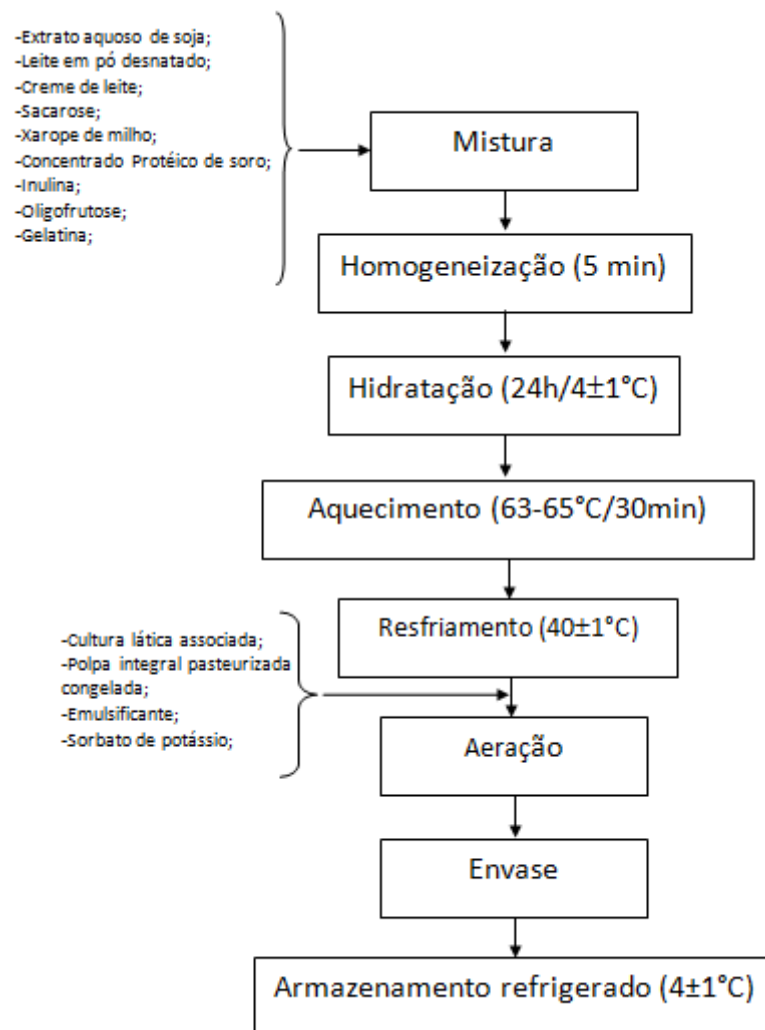 -Extrato aquoso de soja;
-Leite em pó desnatado;
-Creme de leite;
-Sacarose;
-Xarope de milho;
-Concentrado Protéico de soro;
-Inulina;
-Oligofrutose;
-Gelatina;
Mistura
Homogeneização (5 min)
Hidratação (24h/4±1°C)
Aquecimento (63-65°C/30min)
Resfriamento (40±1°C)
-Cultura lática associada;
-Polpa integral pasteurizada
congelada;
-Emulsificante;
-Sorbato de potássio;
Aeração
Envase
Armazenamento refrigerado (4±1°C)